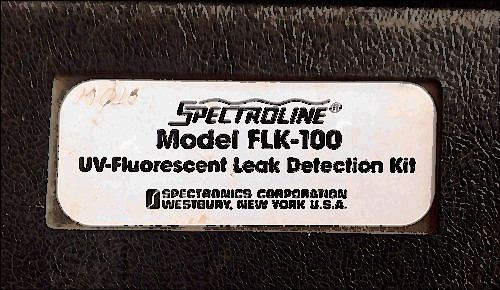 SPECTROLINE®
Model FLK-100
UV-Fluorescent Leak Detection Kit
SPECTRONICS CORPORATION
WESTBURY, NEW YORK U.S.A.